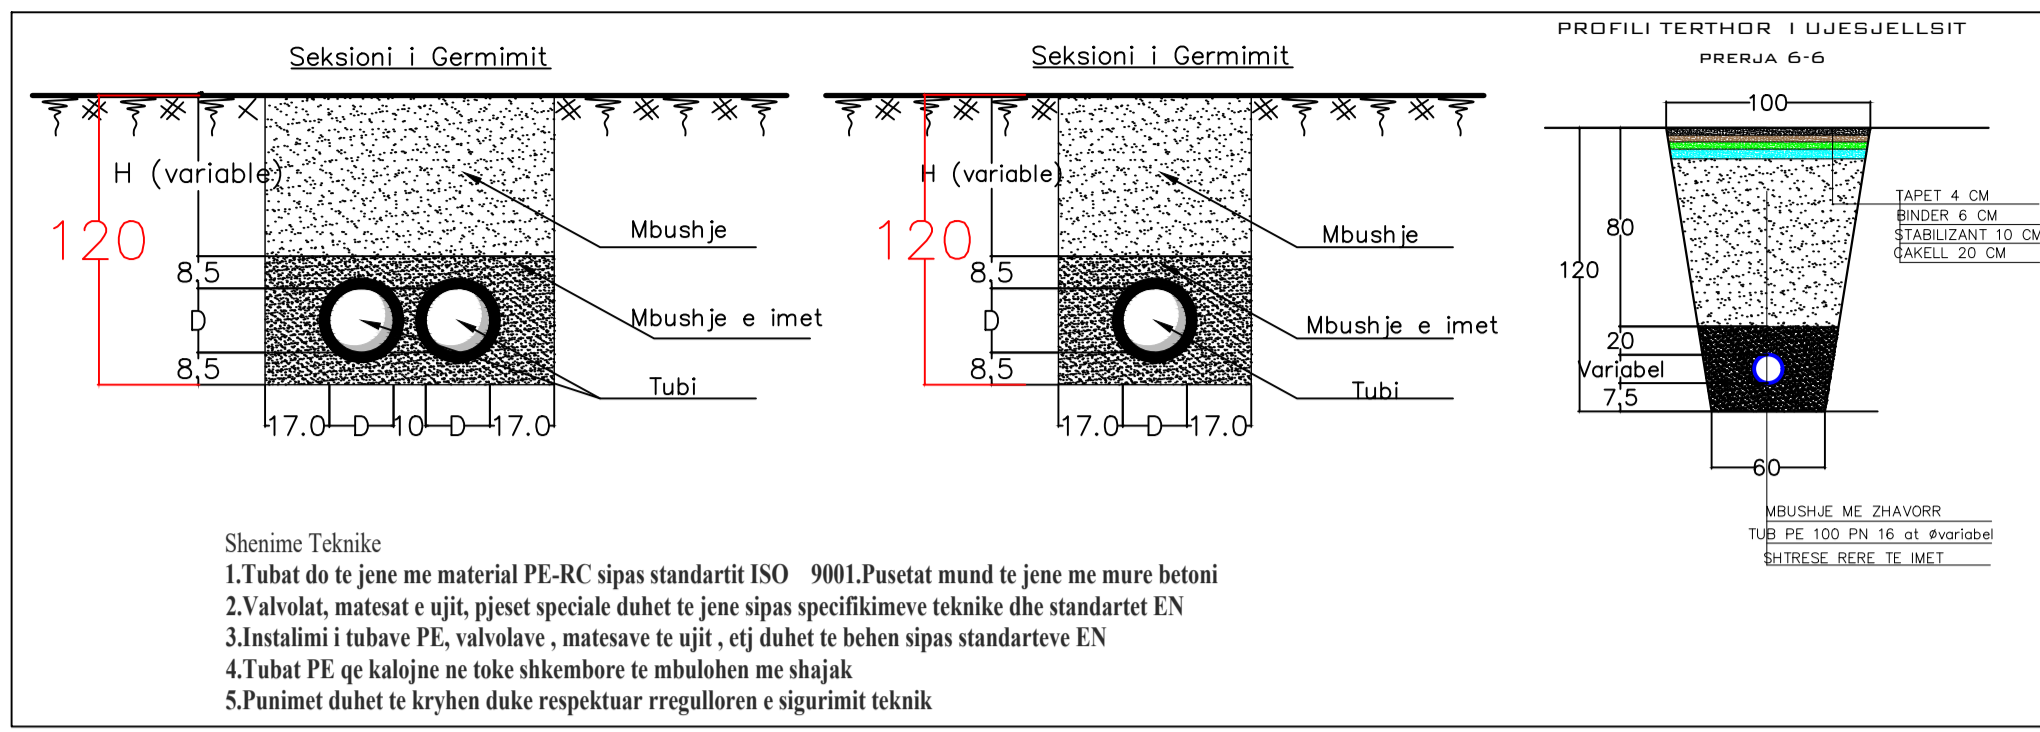 Seksioni i Germimit
H (variable)
120
8,5
D
8,5
17.0 D 10 D 17.0
Mbushje
Mbushje e imet
Tubi
Seksioni i Germimit
H (variable)
120
8,5
D
8,5
17.0 D 17.0
Mbushje
Mbushje e imet
Tubi
PROFILI TERTHOR I UJESJELLSIT
PRERJA 6-6
100
80
120
20
Variabel
7,5
60
TAPET 4 CM
BINDER 6 CM
STABILIZANT 10 CM
CAKELL 20 CM
MBUSHJE ME ZHAVORR
TUB PE 100 PN 16 at Øvariabel
SHTRESE RERE TE IMET
Shenime Teknike
1.Tubat do te jene me material PE-RC sipas standartit ISO 9001.Pusetat mund te jene me mure betoni
2.Valvolat, matesat e ujit, pjeset speciale duhet te jene sipas specifikimeve teknike dhe standartet EN
3.Instalimi i tubave PE, valvolave , matesave te ujit , etj duhet te behen sipas standarteve EN
4.Tubat PE qe kalojne ne toke shkembore te mbulohen me shajak
5.Punimet duhet te kryhen duke respektuar rregulloren e sigurimit teknik